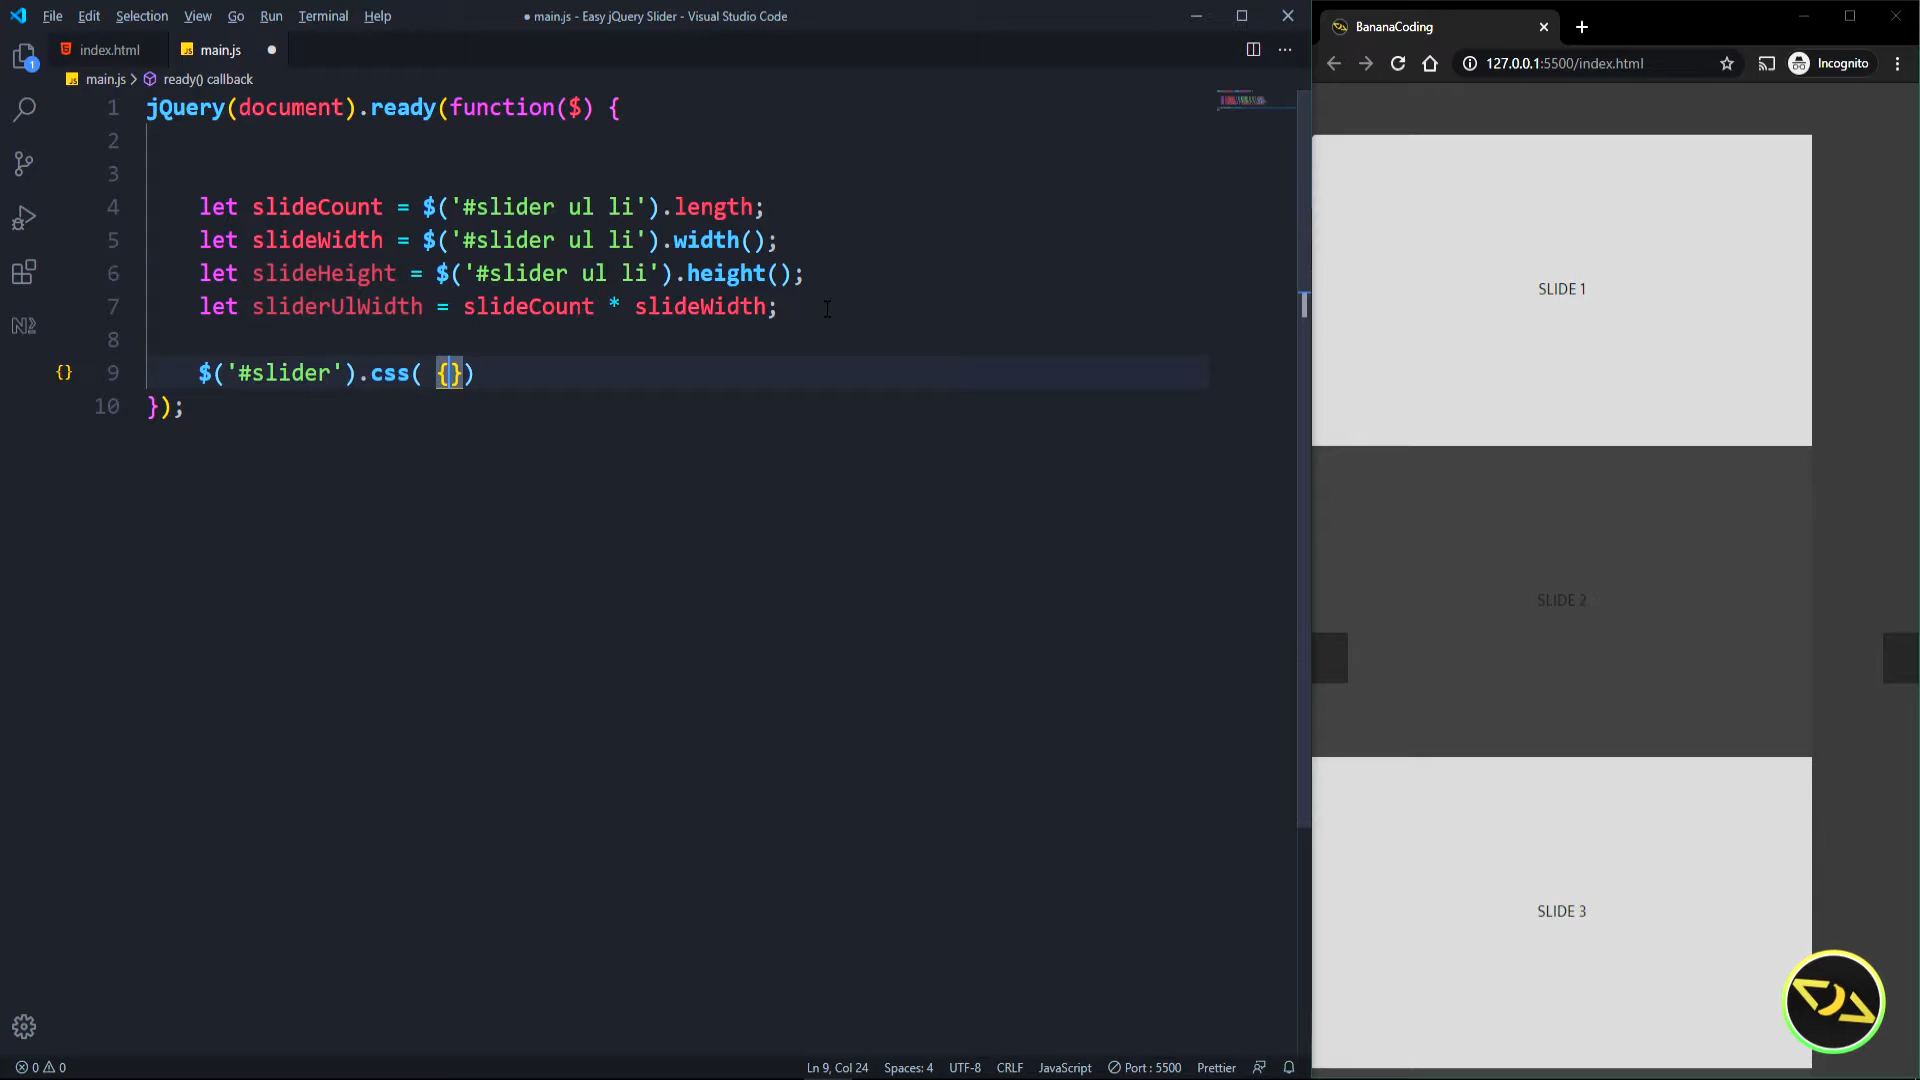 File Edit Selection View Go Run Terminal Help
● main.js - Easy jQuery Slider - Visual Studio Code
index.html
main.js
main.js > ready() callback
1 jQuery(document).ready(function($) {
2
3
4 let slideCount = $('#slider ul li').length;
5 let slideWidth = $('#slider ul li').width();
6 let slideHeight = $('#slider ul li').height();
7 let sliderUlWidth = slideCount * slideWidth;
8
{} 9 $('#slider').css( {})
10 });
1
N2
0 0
Ln 9, Col 24 Spaces: 4 UTF-8 CRLF JavaScript Port : 5500 Prettier
BananaCoding
127.0.0.1:5500/index.html
Incognito
SLIDE 1
SLIDE 2
SLIDE 3